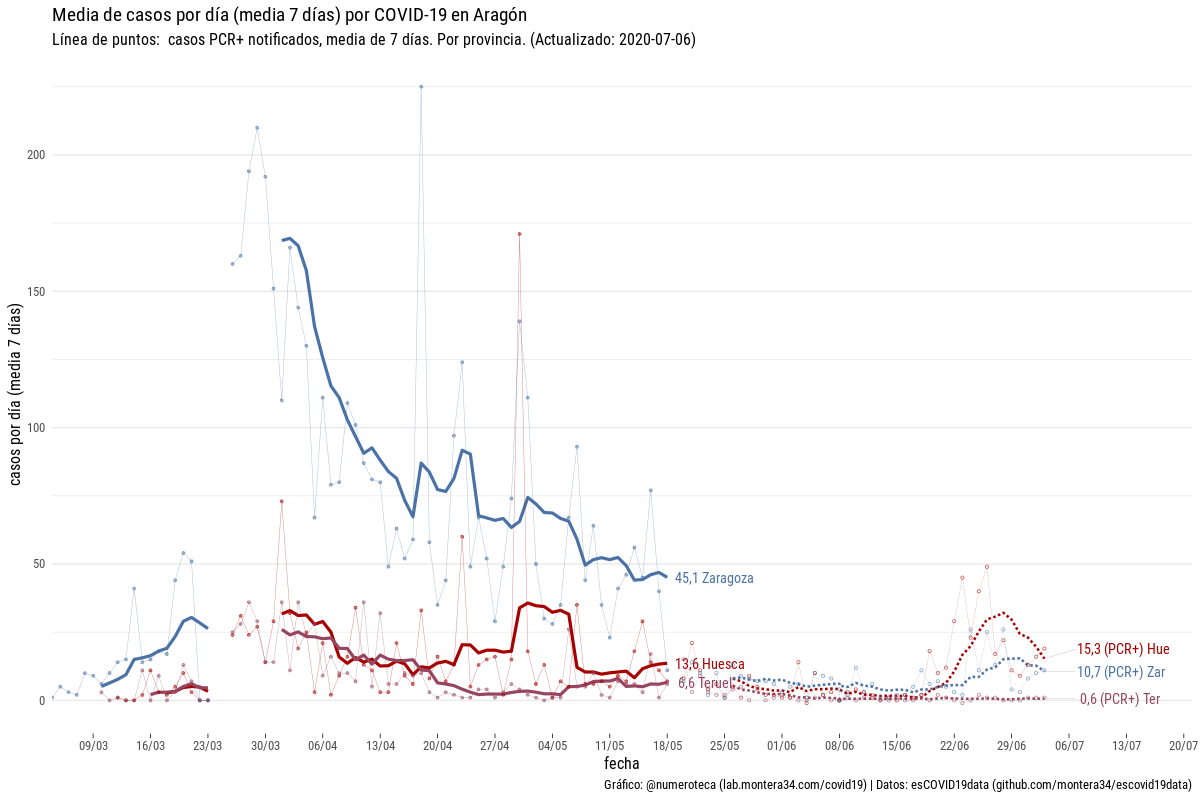 Media de casos por día (media 7 días) por COVID-19 en Aragón
Línea de puntos:  casos PCR+ notificados, media de 7 días. Por provincia. (Actualizado: 2020-07-06)
casos por día (media 7 días)
200
150
100
50
0
45,1 Zaragoza
13,6 Huesca
6,6 Teruel
15,3 (PCR+) Hue
10,7 (PCR+) Zar
0,6 (PCR+) Ter
09/03 16/03 23/03 30/03 06/04 13/04 20/04 27/04 04/05 11/05 18/05 25/05 01/06 08/06 15/06 22/06 29/06 06/07 13/07 20/07
fecha
Gráfico: @numeroteca (lab.montera34.com/covid19) | Datos: esCOVID19data (github.com/montera34/escovid19data)